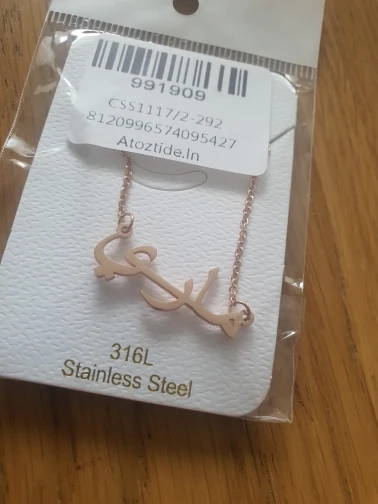 991909
CSS1117/2-292
8120996574095427
Atoztide.In
316L
Stainless Steel